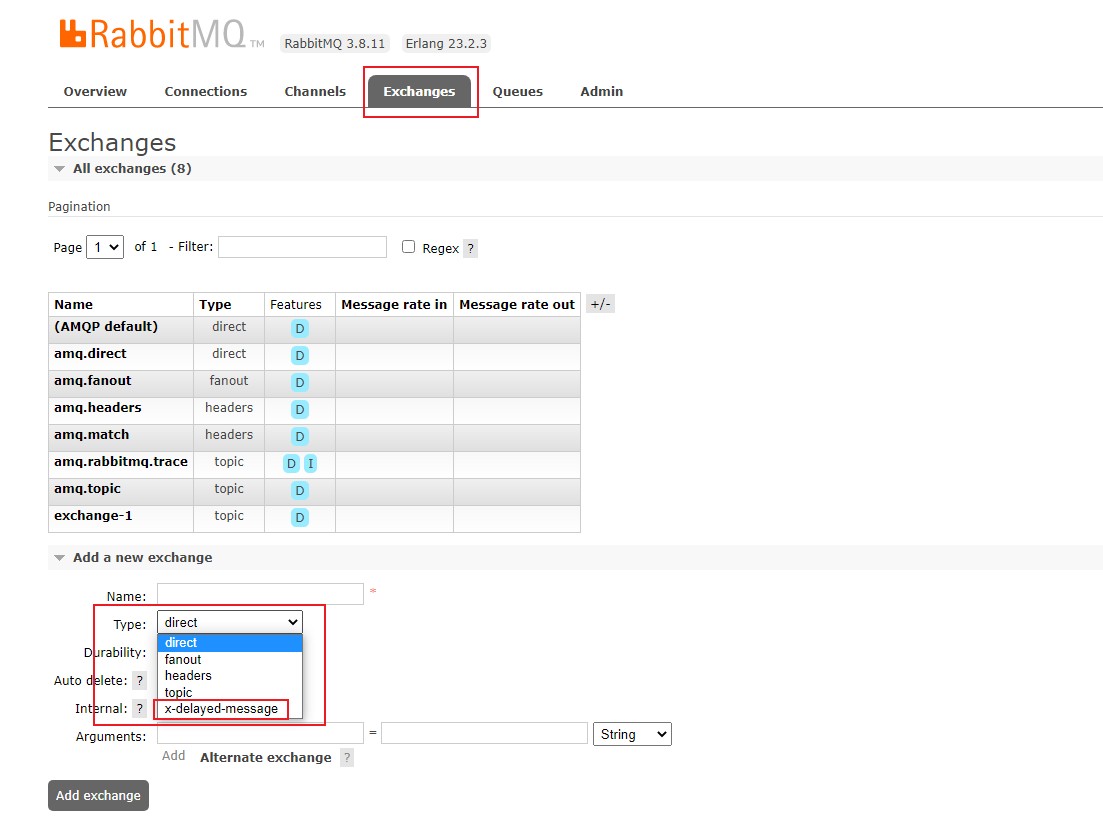 RabbitMQ TM RabbitMQ 3.8.11 Erlang 23.2.3
Overview Connections Channels Exchanges Queues Admin
Exchanges
All exchanges (8)
Pagination
Page 1 of 1 - Filter: Regex ?
Name Type Features Message rate in Message rate out +/-
(AMQP default) direct D
amq.direct direct D
amq.fanout fanout D
amq.headers headers D
amq.match headers D
amq.rabbitmq.trace topic D I
amq.topic topic D
exchange-1 topic D
Add a new exchange
Name: *
Type: direct
direct
Durability:
fanout
headers
Auto delete: ?
topic
Internal: ? x-delayed-message
Arguments: = String
Add Alternate exchange ?
Add exchange